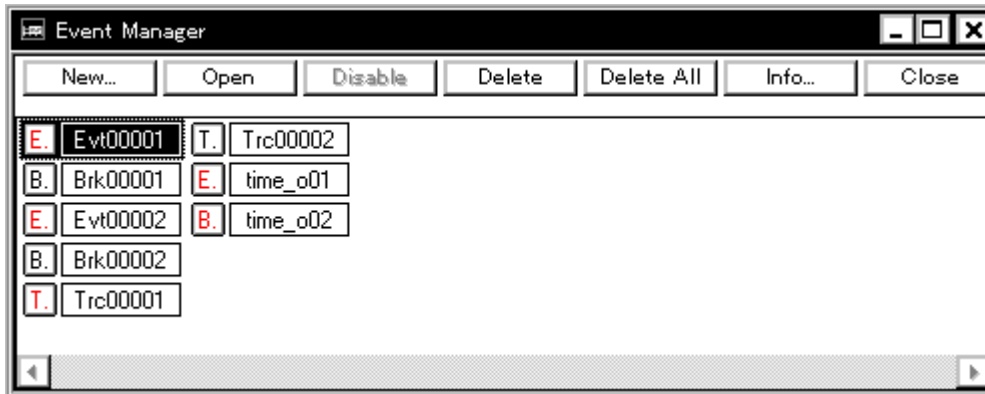 Event Manager
New... Open Disable Delete Delete All Info... Close
E. Evt00001 T. Trc00002
B. Brk00001 E. time_o01
E. Evt00002 B. time_o02
B. Brk00002
T. Trc00001